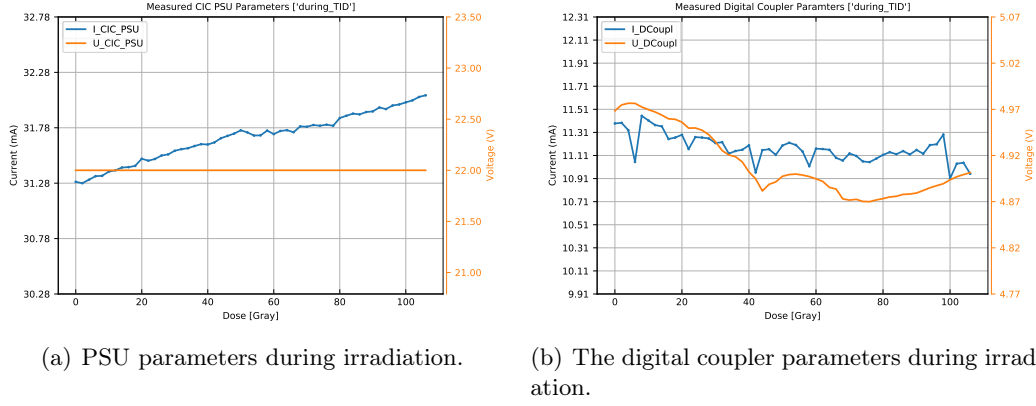 Measured CIC PSU Parameters ['during_TID']
I_CIC_PSU
U_CIC_PSU
32.78
32.28
31.78
31.28
30.78
30.28
Current (mA)
23.50
23.00
22.50
22.00
21.50
21.00
Voltage (V)
0 20 40 60 80 100
Dose [Gray]
(a) PSU parameters during irradiation.
Measured Digital Coupler Paramters ['during_TID']
I_DCoupl
U_DCoupl
12.31
12.11
11.91
11.71
11.51
11.31
11.11
10.91
10.71
10.51
10.31
10.11
9.91
Current (mA)
5.07
5.02
4.97
4.92
4.87
4.82
4.77
Voltage (V)
0 20 40 60 80 100
Dose [Gray]
(b) The digital coupler parameters during irrad
ation.